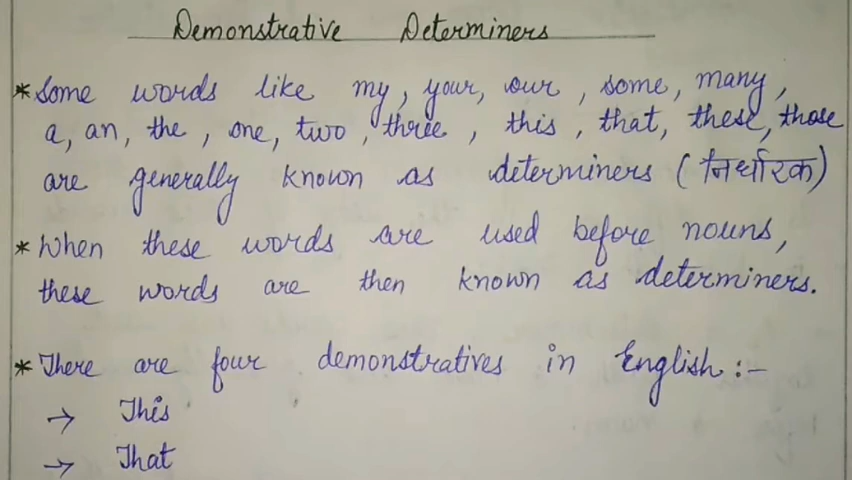 Demonstrative Determiners
* Some words like my, your, our, some, many,
a, an, the, one, two, three, this, that, these, those
are generally known as determiners (निर्धारक)
* When these words are used before nouns,
these words are then known as determiners.
* There are four demonstratives in English :-
→ This
→ That